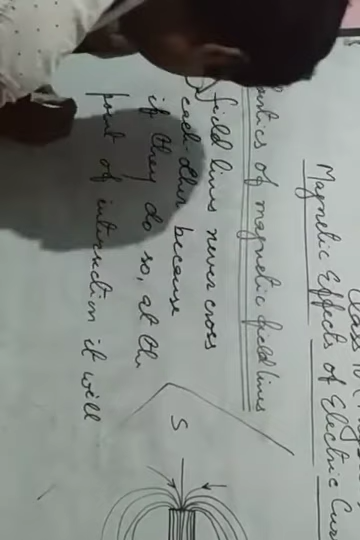 Class 10
Magnetic Effects of Electric Cur
of magnetic field lines
field lines never cross
each other because
if they do so, at the
point of intersection it will
S